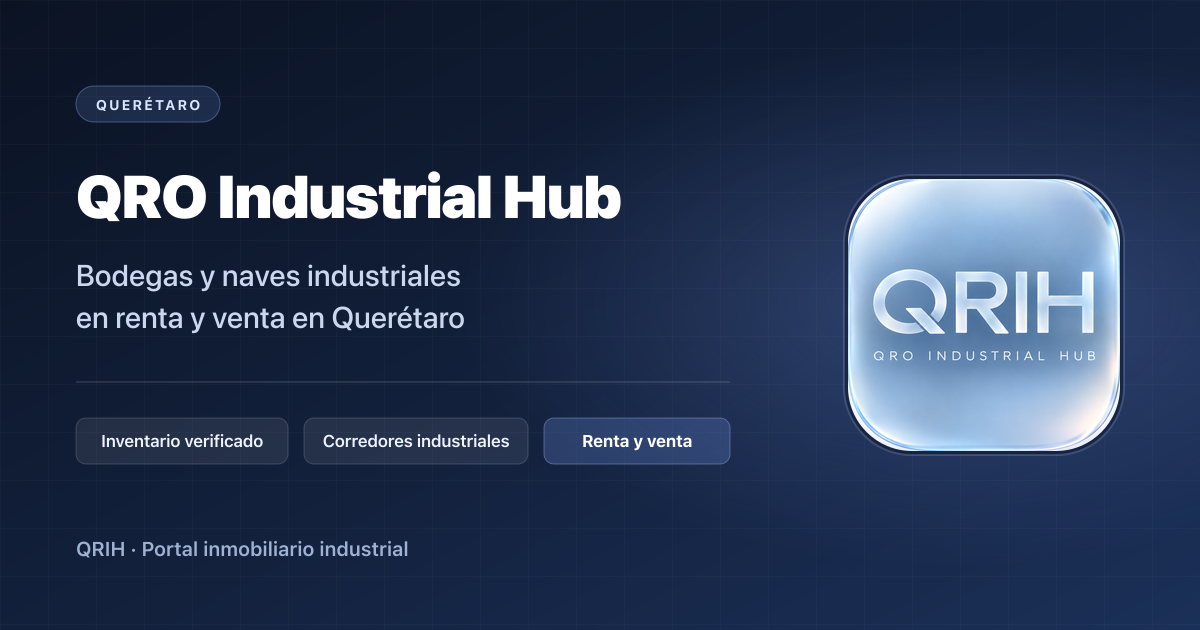 QUERÉTARO
QRO Industrial Hub
Bodegas y naves industriales
en renta y venta en Querétaro
Inventario verificado
Corredores industriales
Renta y venta
QRIH · Portal inmobiliario industrial
QRIH
QRO INDUSTRIAL HUB